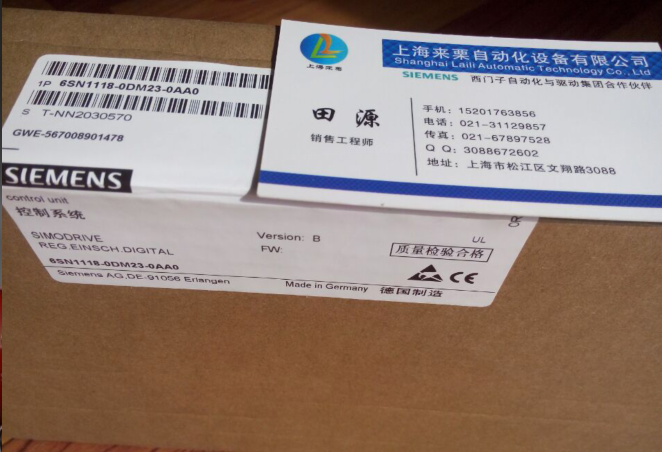 1P 6SN1118-0DM23-0AA0
S T-NN2030570
GWE-567008901478
SIEMENS
control unit
控制系统
SIMODRIVE
REG.EINSCH.DIGITAL
6SN1118-0DM23-0AA0
Siemens AG,DE-91056 Erlangen
Version: B
FW:
UL
质量检验合格
CE
Made in Germany 德国制造
上海来栗
上海来栗自动化设备有限公司
Shanghai Laili Automatic Technology Co.,Ltd
SIEMENS 西门子自动化与驱动集团合作伙伴
田源
销售工程师
手机: 15201763856
电话: 021-31129857
传真: 021-67897528
Q Q: 3088672602
地址: 上海市松江区文翔路3088